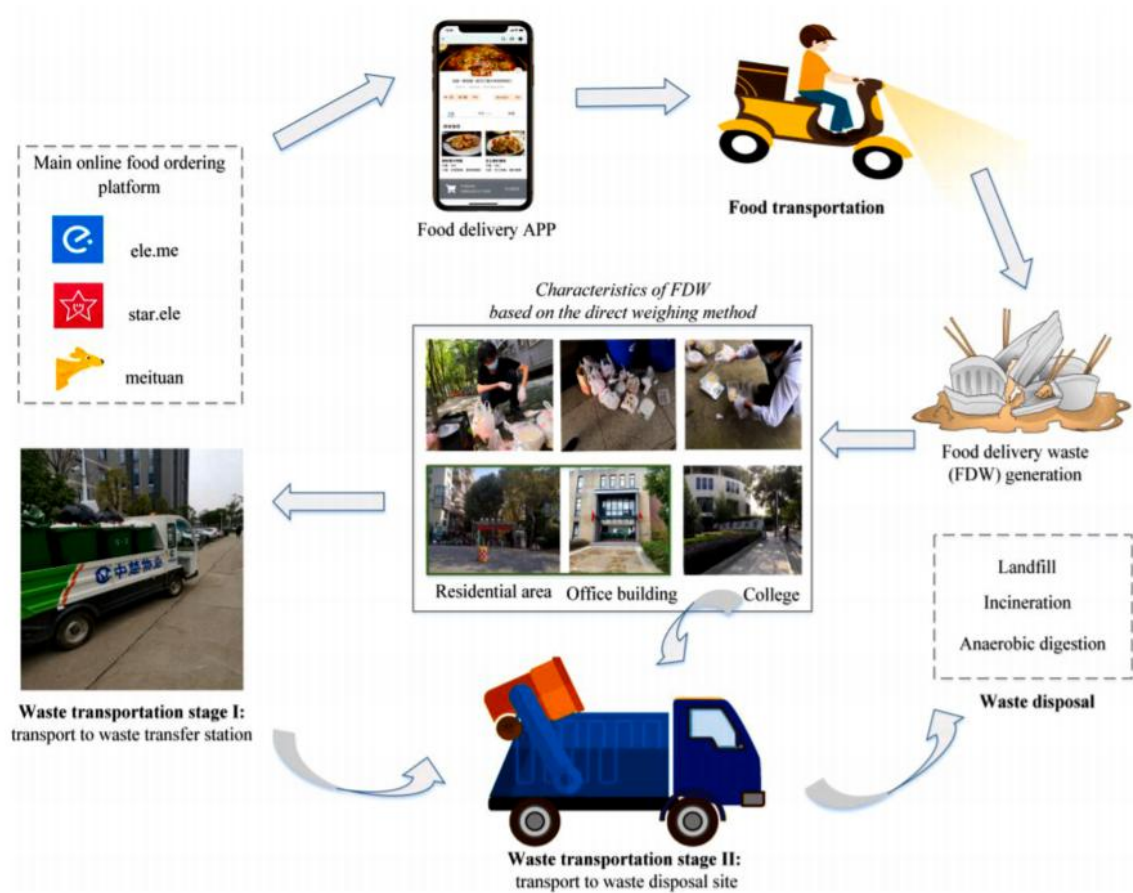 Main online food ordering
platform
ele.me
star.ele
meituan
Food delivery APP
Food transportation
Characteristics of FDW
based on the direct weighing method
Food delivery waste
(FDW) generation
Residential area
Office building
College
Landfill
Incineration
Anaerobic digestion
Waste disposal
Waste transportation stage I:
transport to waste transfer station
Waste transportation stage II:
transport to waste disposal site